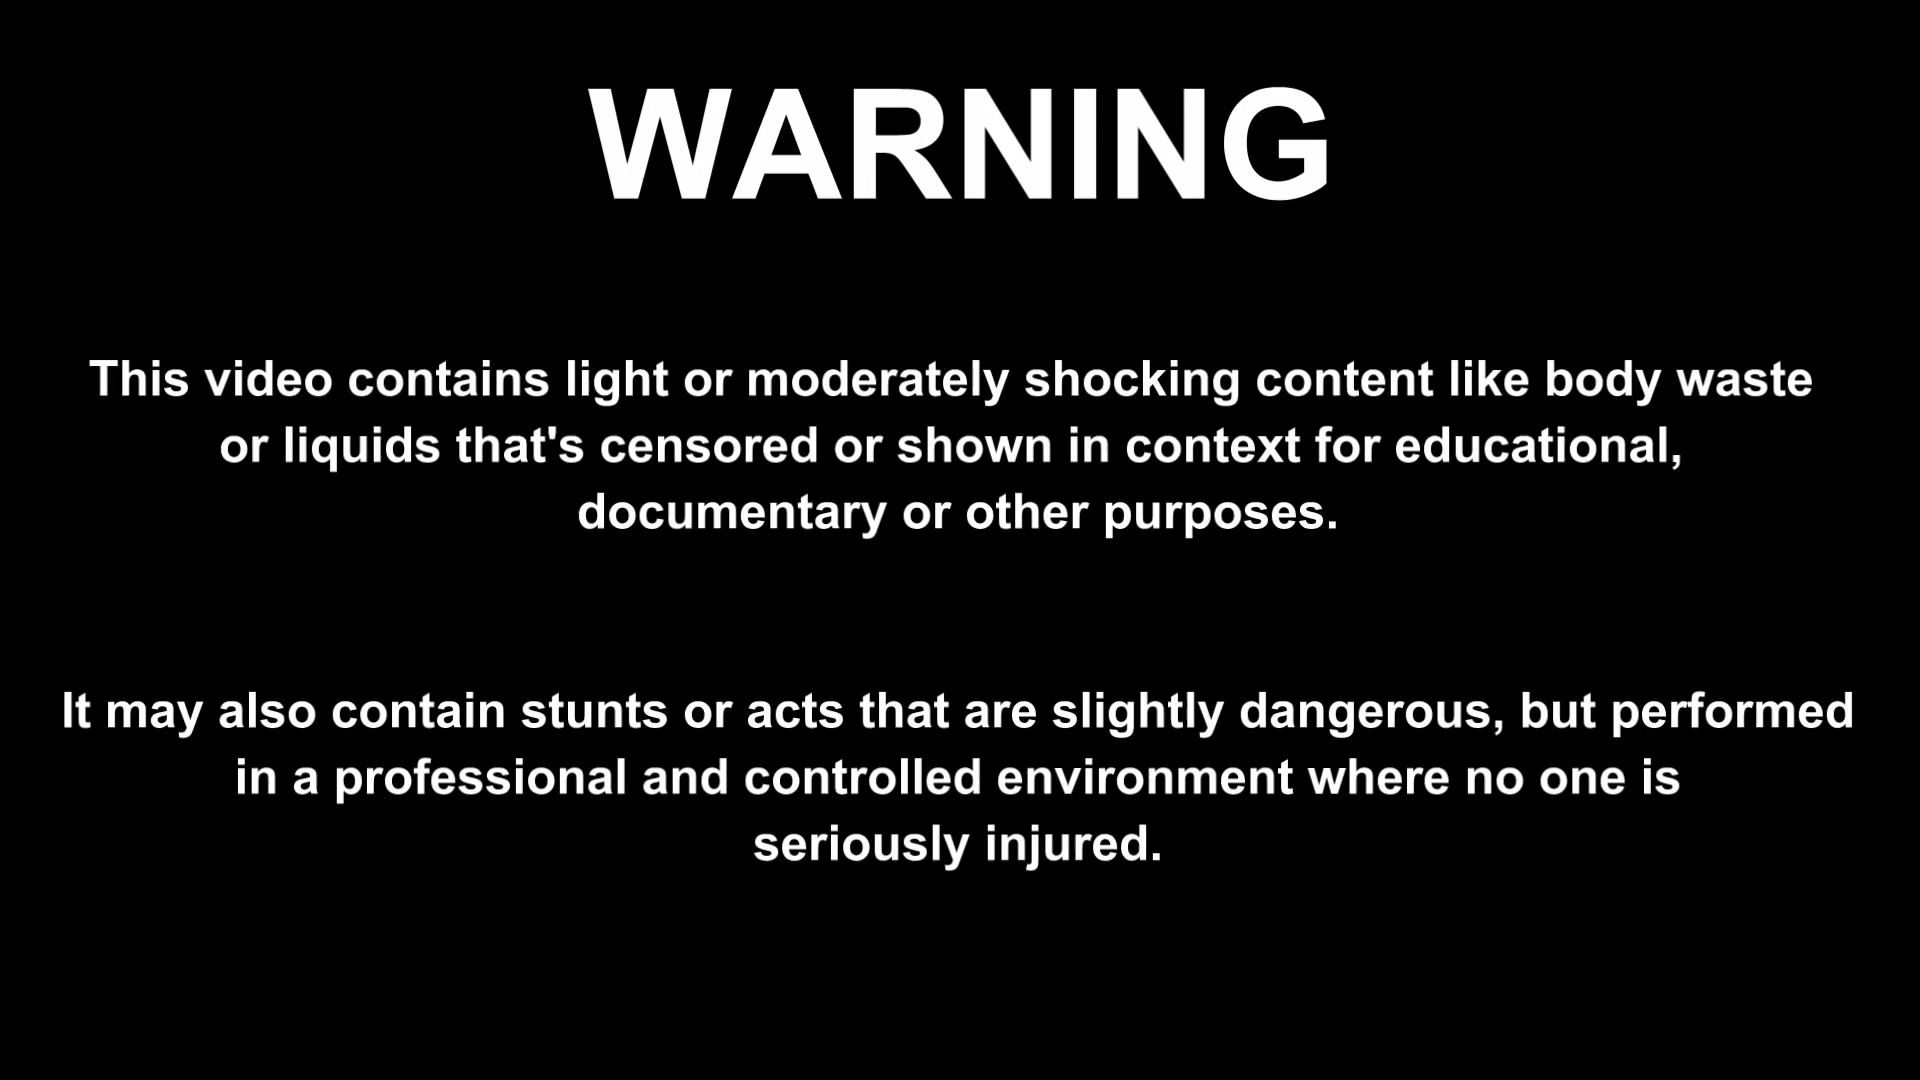 WARNING
This video contains light or moderately shocking content like body waste
or liquids that's censored or shown in context for educational,
documentary or other purposes.
It may also contain stunts or acts that are slightly dangerous, but performed
in a professional and controlled environment where no one is
seriously injured.